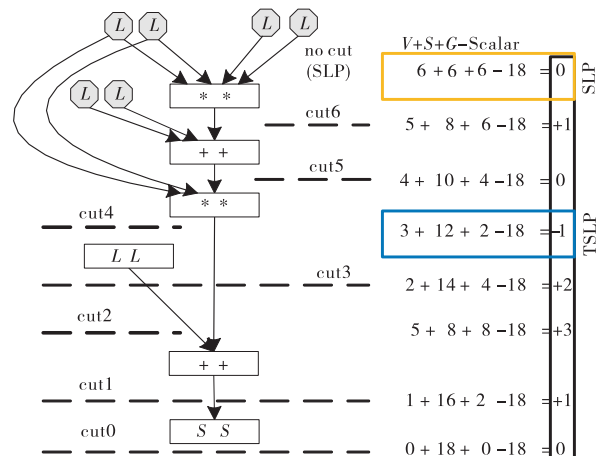 L L L L
V+S+G-Scalar
no cut
(SLP)
6 + 6 + 6 -18 = 0
SLP
* *
L L
cut6
5 + 8 + 6 -18 = +1
+ +
cut5
4 + 10 + 4 -18 = 0
* *
cut4
3 + 12 + 2 -18 = -1
TSLP
L L
cut3
2 + 14 + 4 -18 = +2
cut2
5 + 8 + 8 -18 = +3
+ +
cut1
1 + 16 + 2 -18 = +1
S S
cut0
0 + 18 + 0 -18 = 0